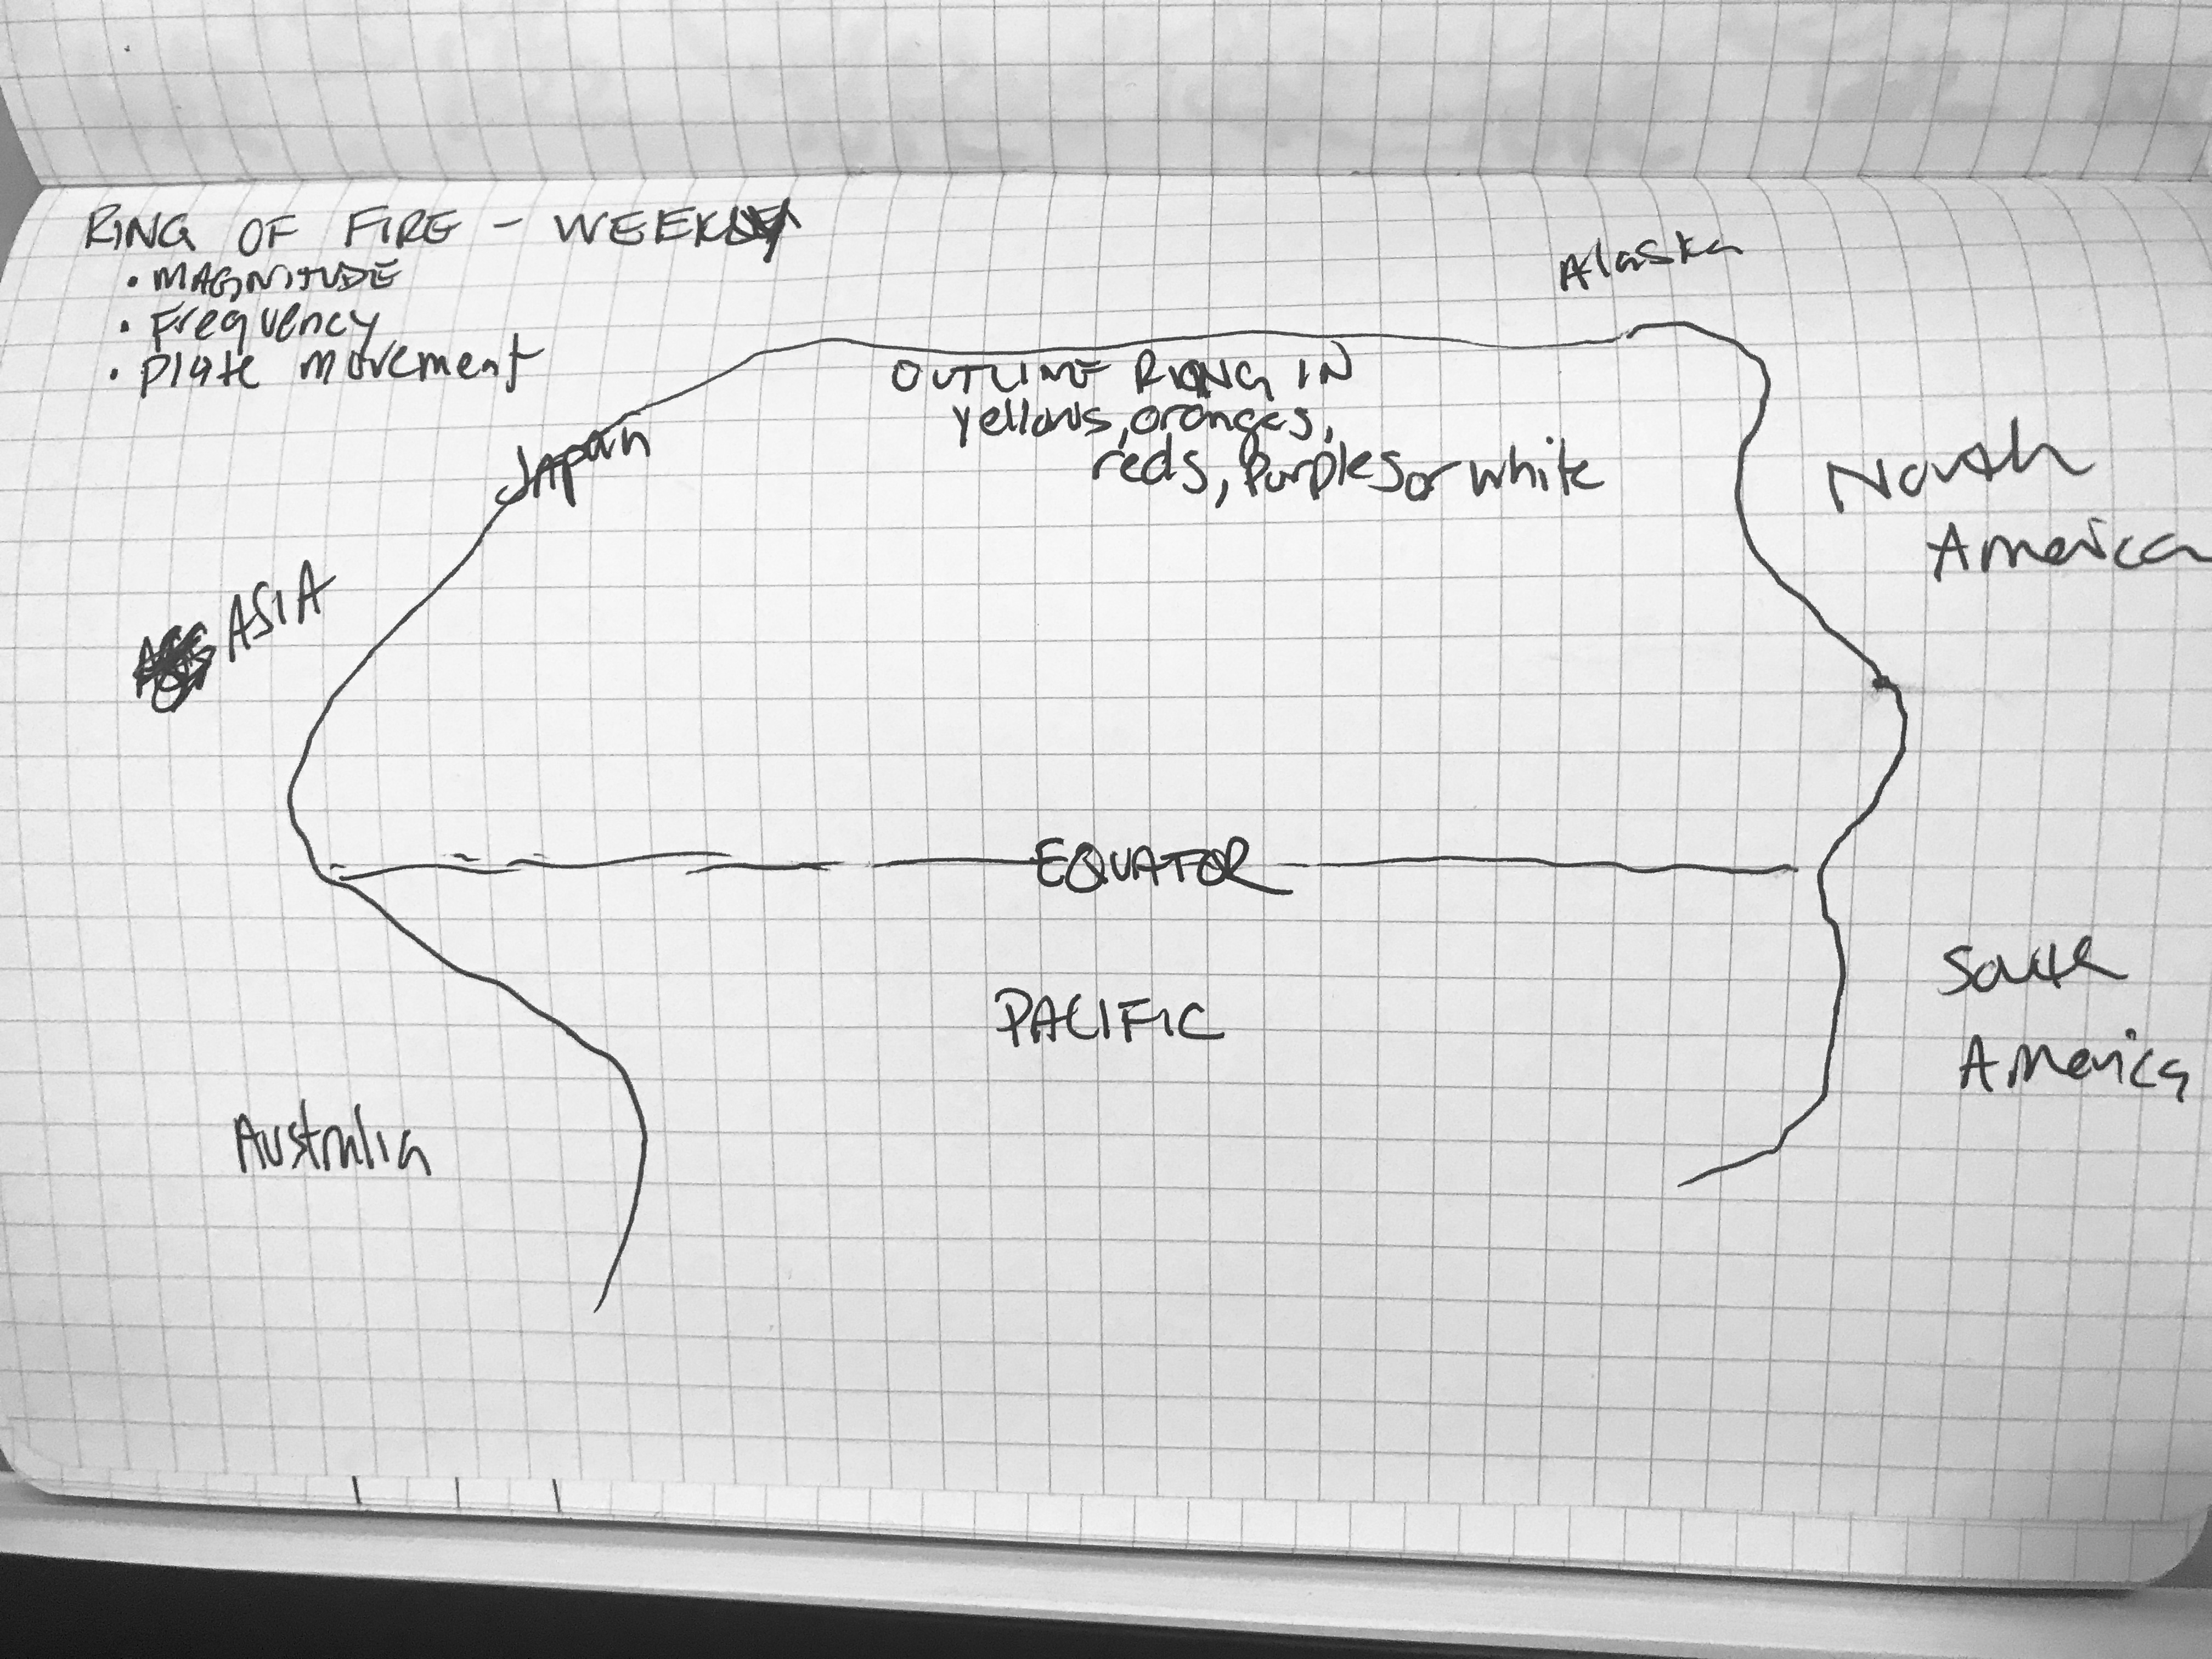 RING OF FIRE - WEEKLY
• MAGNITUDE
• Frequency
• Plate movement
Alaska
OUTLINE RING IN
yellows, oranges,
reds, Purples or white
Japan
North
America
ASIA
EQUATOR
PACIFIC
South
America
Australia